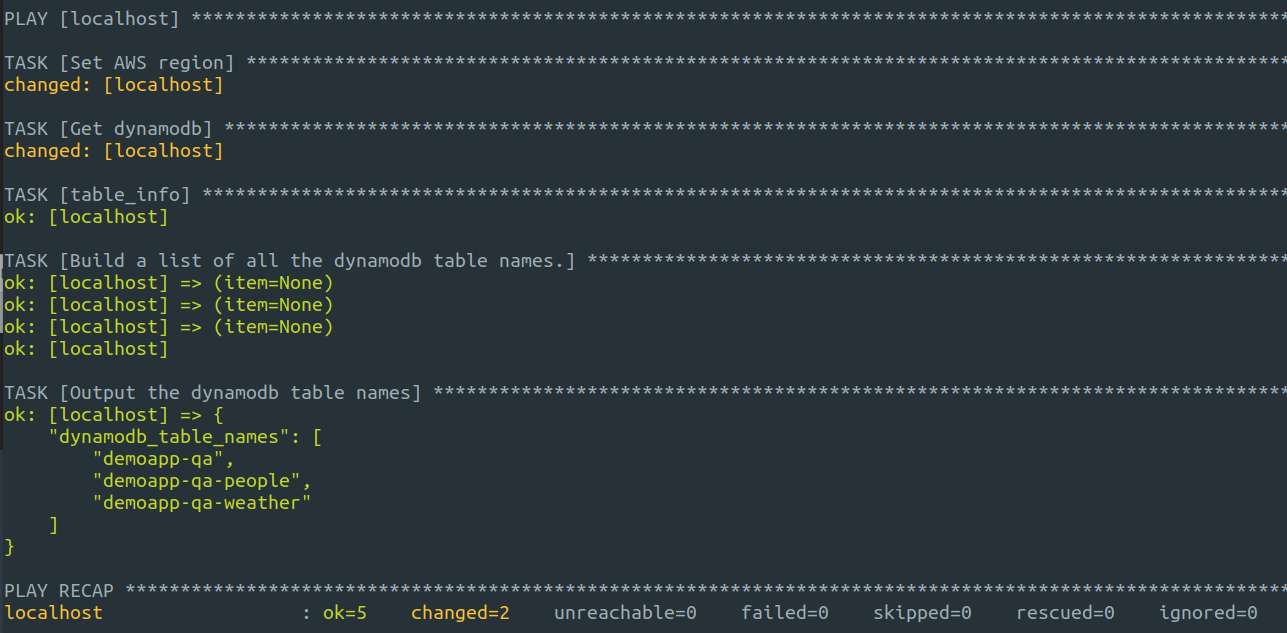 PLAY [localhost] ****************************************************************************************************
TASK [Set AWS region] ***********************************************************************************************
changed: [localhost]
TASK [Get dynamodb] *************************************************************************************************
changed: [localhost]
TASK [table_info] ***************************************************************************************************
ok: [localhost]
TASK [Build a list of all the dynamodb table names.] ****************************************************************
ok: [localhost] => (item=None)
ok: [localhost] => (item=None)
ok: [localhost] => (item=None)
ok: [localhost]
TASK [Output the dynamodb table names] ******************************************************************************
ok: [localhost] => {
    "dynamodb_table_names": [
        "demoapp-qa",
        "demoapp-qa-people",
        "demoapp-qa-weather"
    ]
}
PLAY RECAP **********************************************************************************************************
localhost                  : ok=5    changed=2    unreachable=0    failed=0    skipped=0    rescued=0    ignored=0